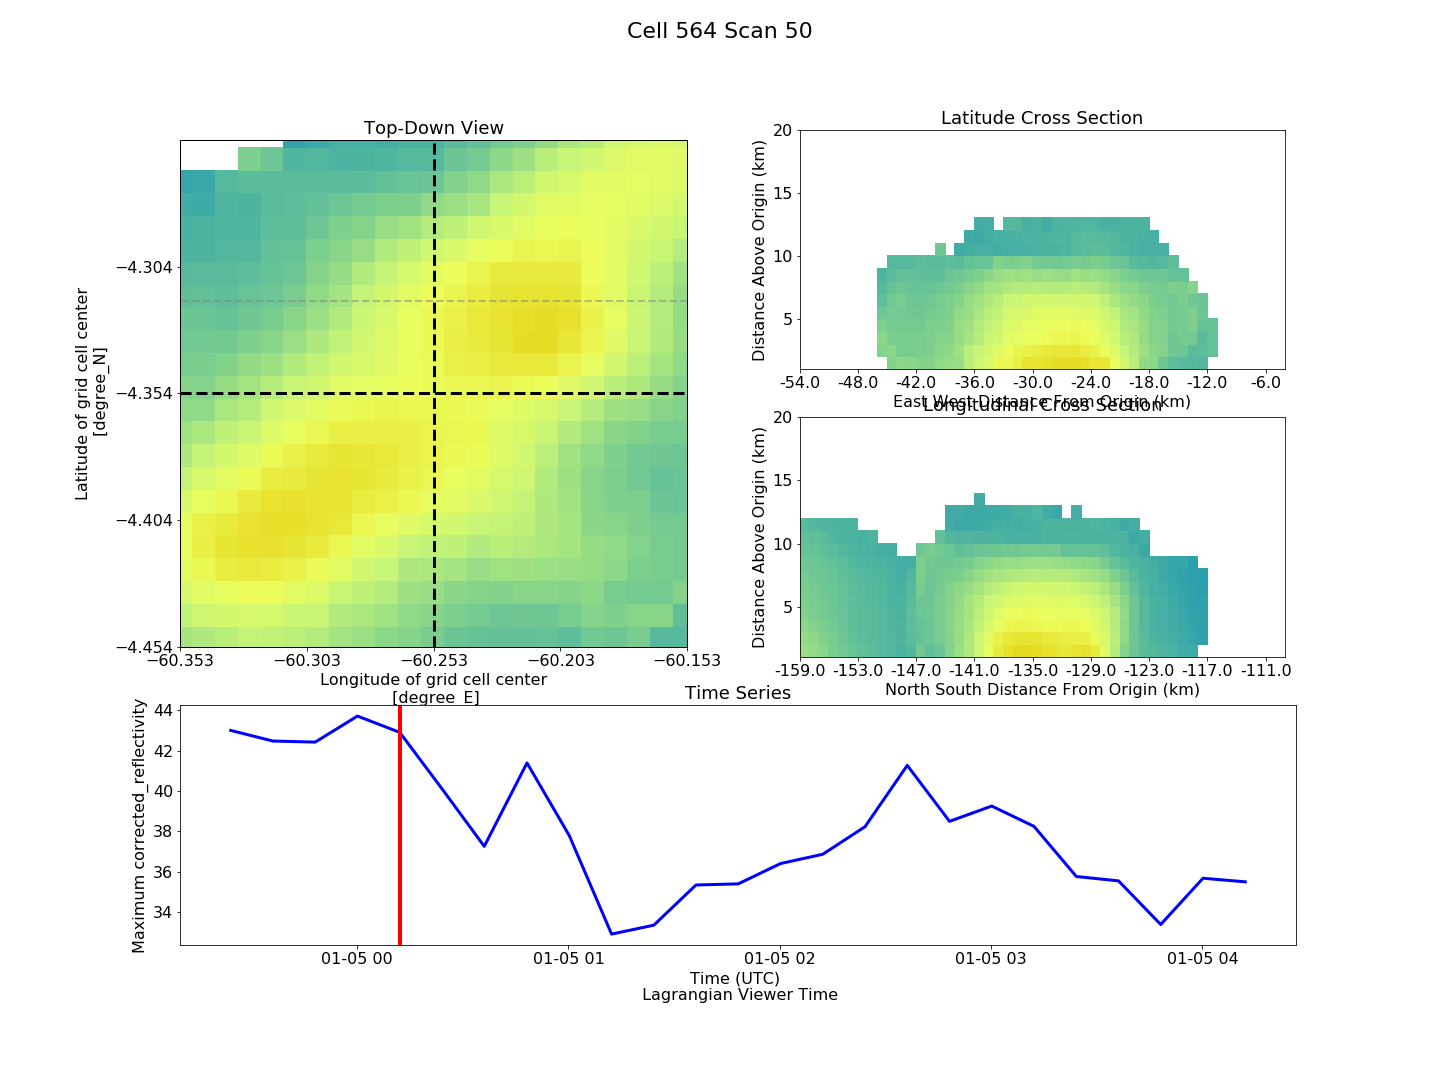 Cell 564 Scan 50
Top-Down View
Latitude of grid cell center
[degree_N]
−4.304
−4.354
−4.404
−4.454
−60.353 −60.303 −60.253 −60.203 −60.153
Longitude of grid cell center
[degree_E]
Latitude Cross Section
Distance Above Origin (km)
20
15
10
5
-54.0 -48.0 -42.0 -36.0 -30.0 -24.0 -18.0 -12.0 -6.0
East West Distance From Origin (km)
Longitudinal Cross Section
Distance Above Origin (km)
20
15
10
5
-159.0 -153.0 -147.0 -141.0 -135.0 -129.0 -123.0 -117.0 -111.0
North South Distance From Origin (km)
Time Series
Maximum corrected_reflectivity
44
42
40
38
36
34
01-05 00 01-05 01 01-05 02 01-05 03 01-05 04
Time (UTC)
Lagrangian Viewer Time